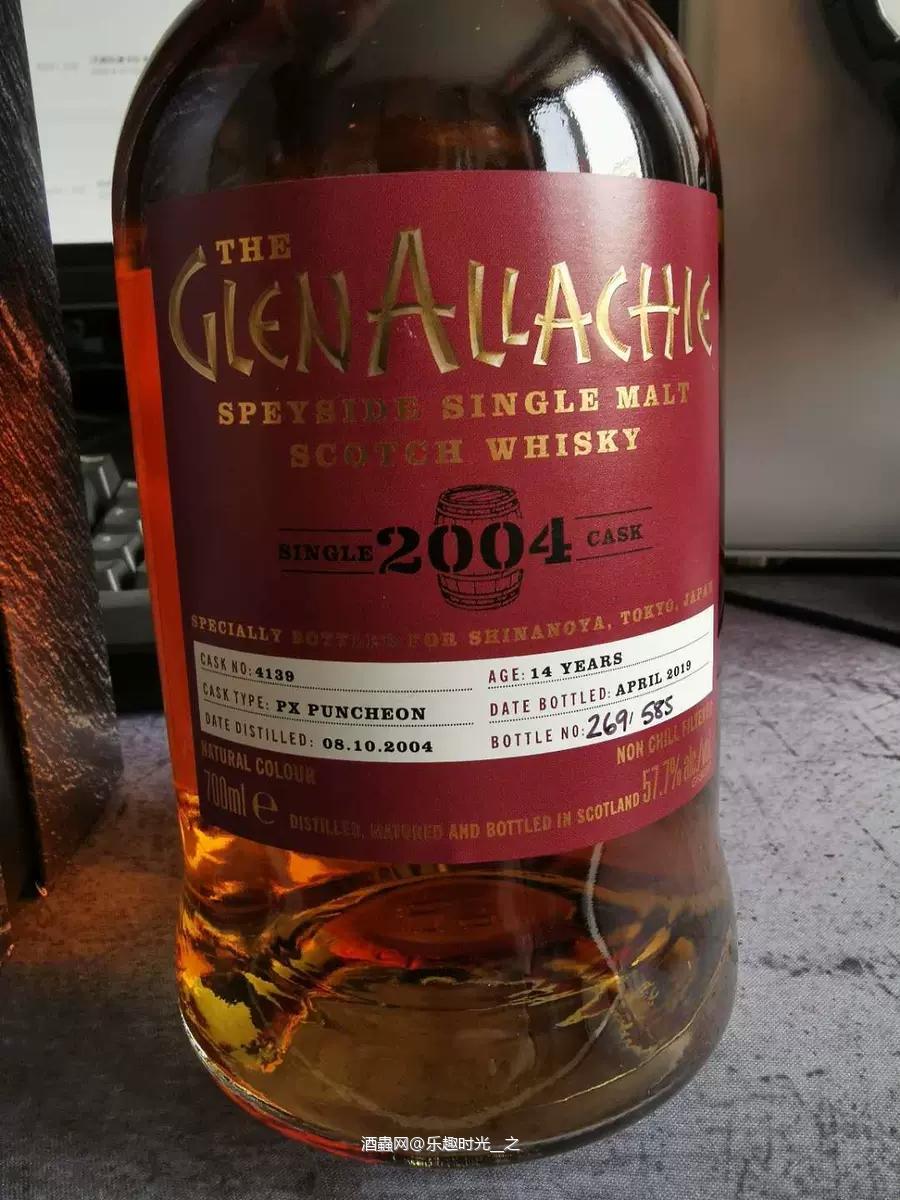 THE
GLENALLACHIE
SPEYSIDE SINGLE MALT
SCOTCH WHISKY
SINGLE 2004 CASK
SPECIALLY BOTTLED FOR SHINANOYA, TOKYO, JAPAN
CASK NO: 4139
CASK TYPE: PX PUNCHEON
DATE DISTILLED: 08.10.2004
AGE: 14 YEARS
DATE BOTTLED: APRIL 2019
BOTTLE NO: 269/585
NATURAL COLOUR
700ml e
NON CHILL FILTERED
57.7% alc/vol
DISTILLED, MATURED AND BOTTLED IN SCOTLAND
酒蟲网@乐趣时光__之